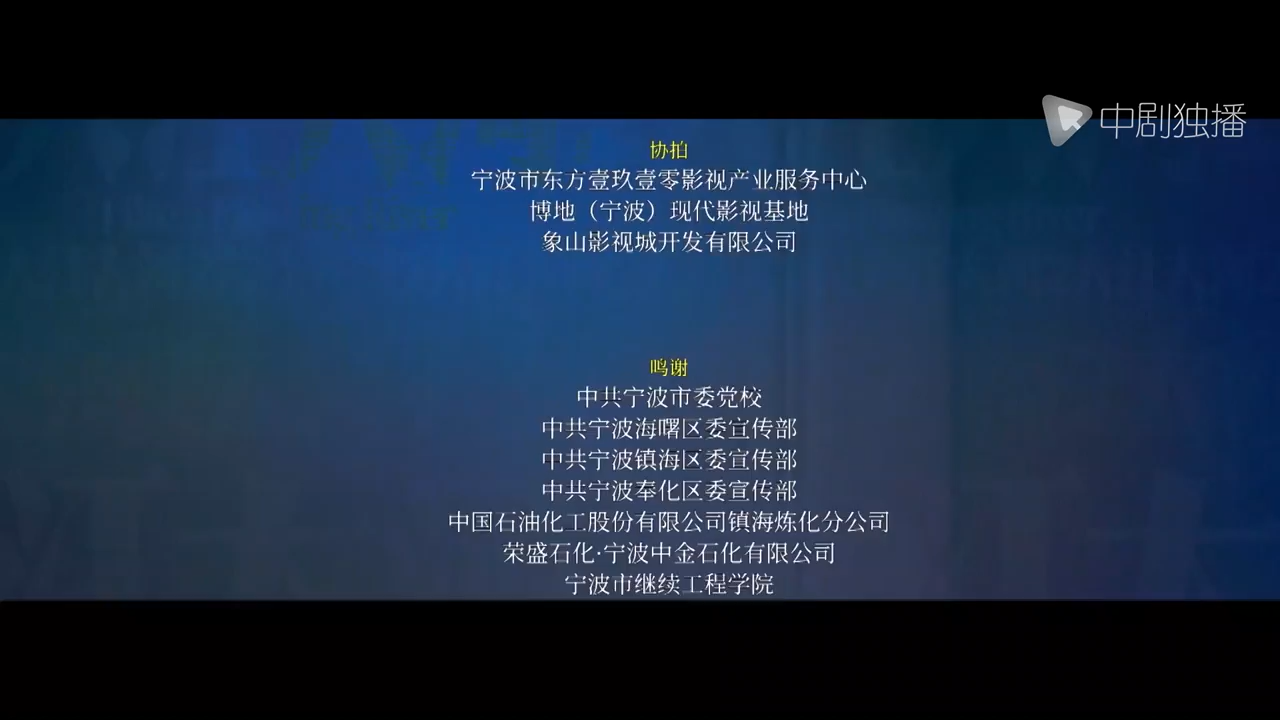 中剧独播
协拍
宁波市东方壹玖壹零影视产业服务中心
博地（宁波）现代影视基地
象山影视城开发有限公司
鸣谢
中共宁波市委党校
中共宁波海曙区委宣传部
中共宁波镇海区委宣传部
中共宁波奉化区委宣传部
中国石油化工股份有限公司镇海炼化分公司
荣盛石化·宁波中金石化有限公司
宁波市继续工程学院